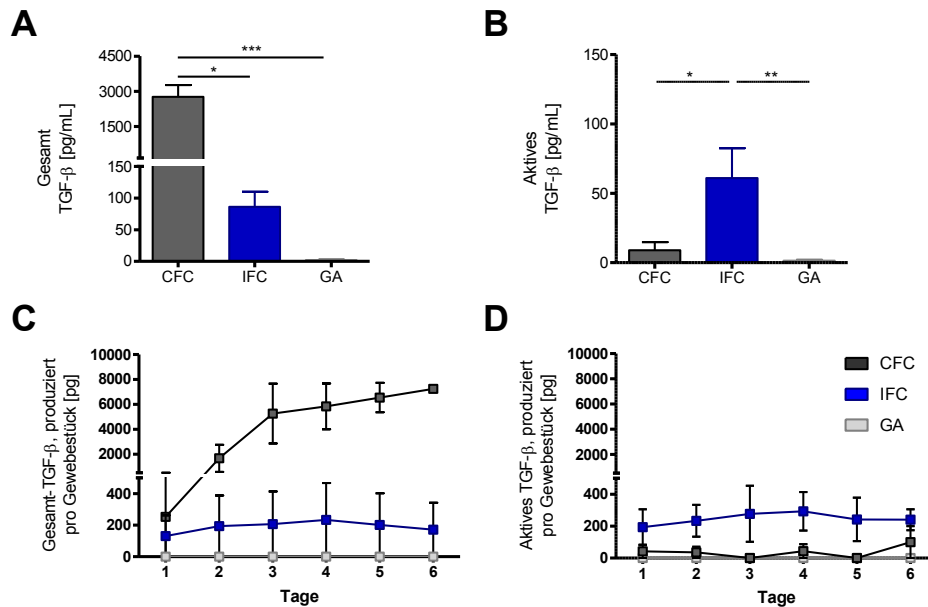 A
Gesamt
TGF-β [pg/mL]
4500
3000
1500
150
100
50
0
***
*
CFC
IFC
GA
B
Aktives
TGF-β [pg/mL]
150
100
50
0
*
**
CFC
IFC
GA
C
Gesamt-TGF-β, produziert
pro Gewebestück [pg]
10000
8000
6000
4000
2000
400
200
0
1 2 3 4 5 6
Tage
D
Aktives TGF-β, produziert
pro Gewebestück [pg]
10000
8000
6000
4000
2000
400
200
0
1 2 3 4 5 6
Tage
CFC
IFC
GA